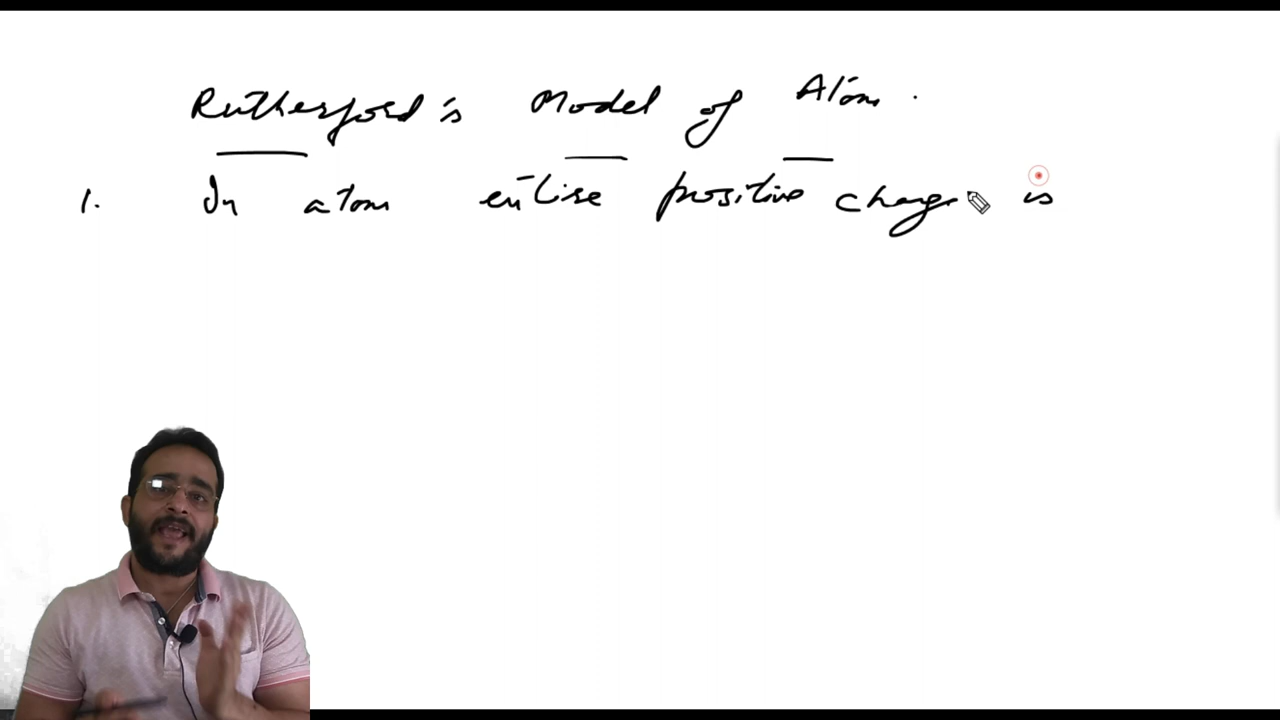 Rutherford's Model of Atom.
1. In atom entire positive charge is